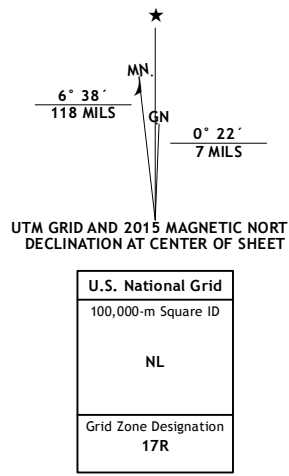 ★
MN.
6° 38´
118 MILS
GN
0° 22´
7 MILS
UTM GRID AND 2015 MAGNETIC NORT
DECLINATION AT CENTER OF SHEET
U.S. National Grid
100,000-m Square ID
NL
Grid Zone Designation
17R